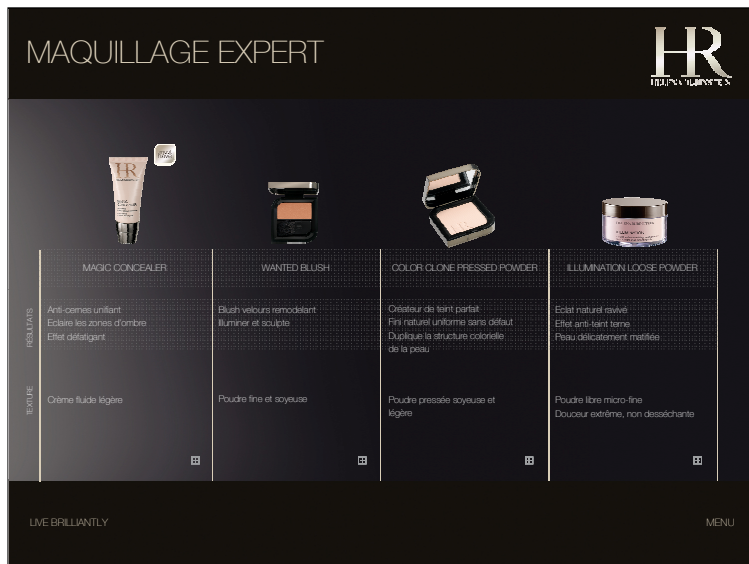 MAQUILLAGE EXPERT
HR
HR
MAGIC CONCEALER
WANTED BLUSH
COLOR CLONE PRESSED POWDER
ILLUMINATION LOOSE POWDER
RÉSULTATS
Anti-cernes unifiant
Eclaire les zones d'ombre
Effet défatigant
Blush velours remodelant
Illuminer et sculpte
Créateur de teint parfait
Fini naturel uniforme sans défaut
Duplique la structure colorielle
de la peau
Eclat naturel ravivé
Effet anti-teint terne
Peau délicatement matifiée
TEXTURE
Crème fluide légère
Poudre fine et soyeuse
Poudre pressée soyeuse et
légère
Poudre libre micro-fine
Douceur extrême, non desséchante
LIVE BRILLIANTLY
MENU